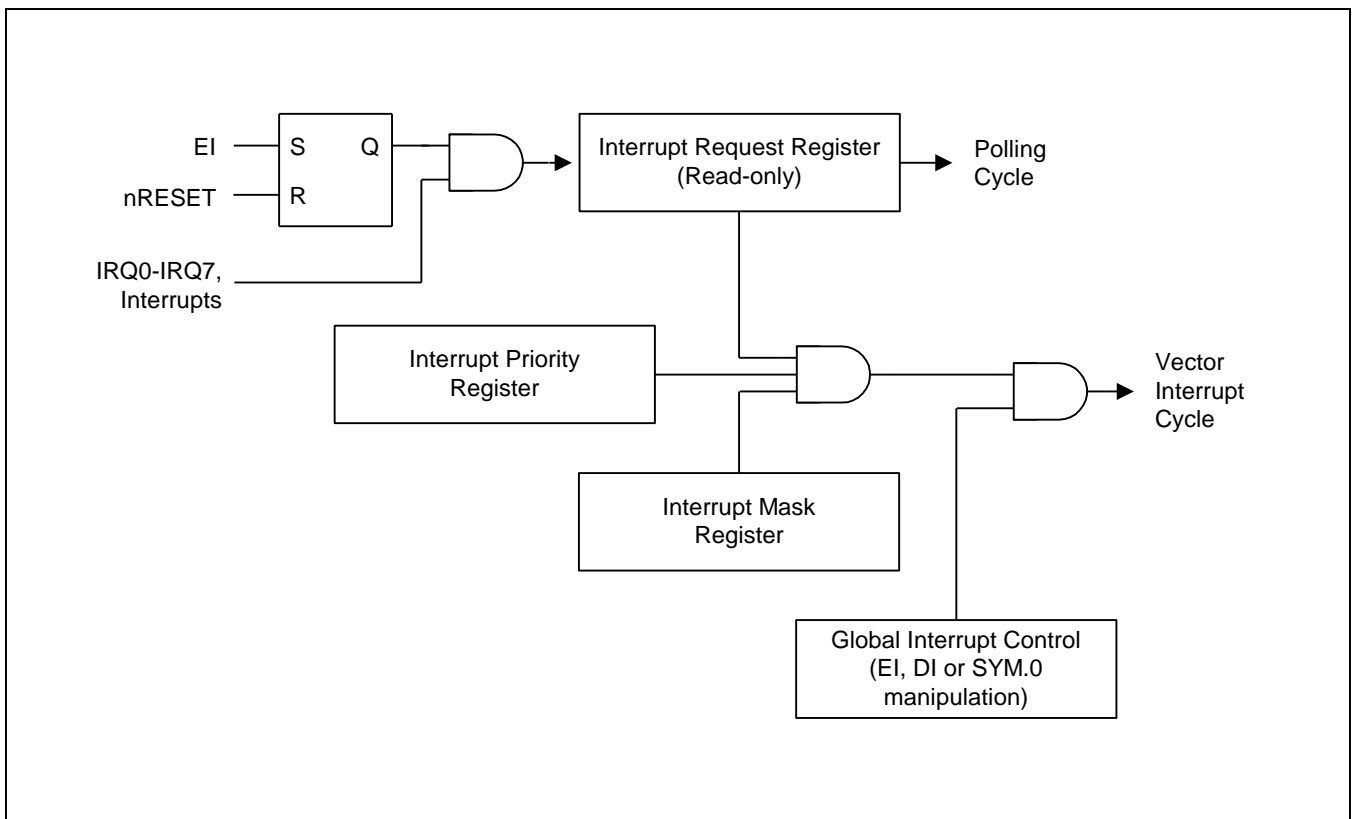 EI
S
Q
nRESET
R
IRQ0-IRQ7,
Interrupts
Interrupt Request Register
(Read-only)
Polling
Cycle
Interrupt Priority
Register
Vector
Interrupt
Cycle
Interrupt Mask
Register
Global Interrupt Control
(EI, DI or SYM.0
manipulation)